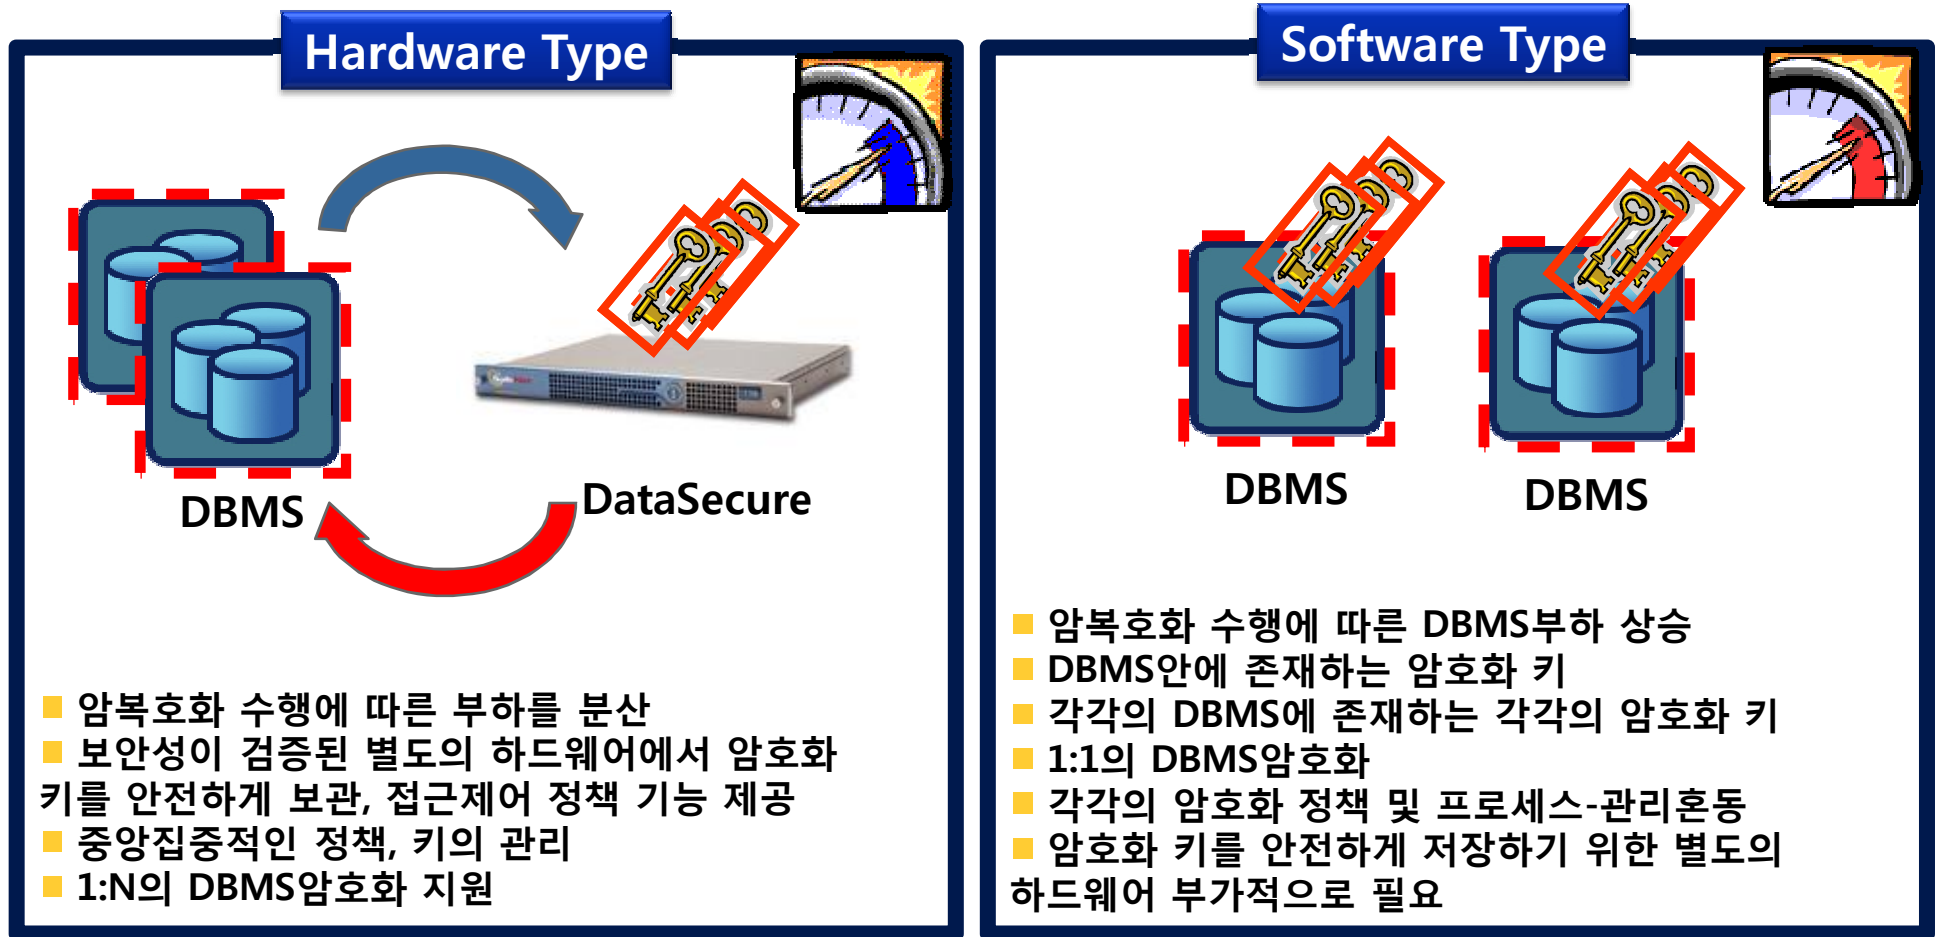 Hardware Type
DBMS
DataSecure
■ 암복호화 수행에 따른 부하를 분산
■ 보안성이 검증된 별도의 하드웨어에서 암호화
키를 안전하게 보관, 접근제어 정책 기능 제공
■ 중앙집중적인 정책, 키의 관리
■ 1:N의 DBMS암호화 지원
Software Type
DBMS
DBMS
■ 암복호화 수행에 따른 DBMS부하 상승
■ DBMS안에 존재하는 암호화 키
■ 각각의 DBMS에 존재하는 각각의 암호화 키
■ 1:1의 DBMS암호화
■ 각각의 암호화 정책 및 프로세스-관리혼동
■ 암호화 키를 안전하게 저장하기 위한 별도의
하드웨어 부가적으로 필요